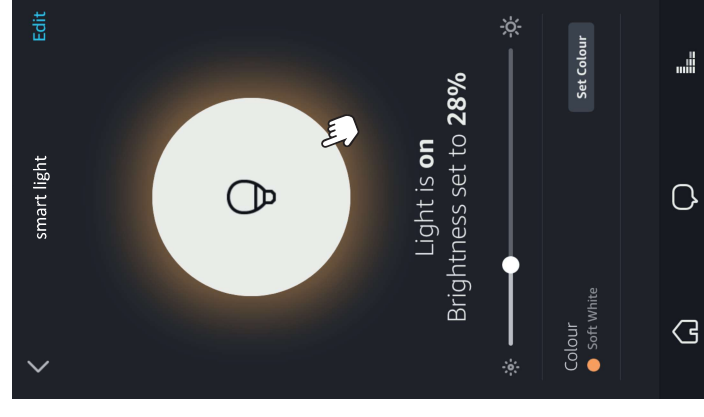 smart light
Edit
Light is on
Brightness set to 28%
Colour
Soft White
Set Colour